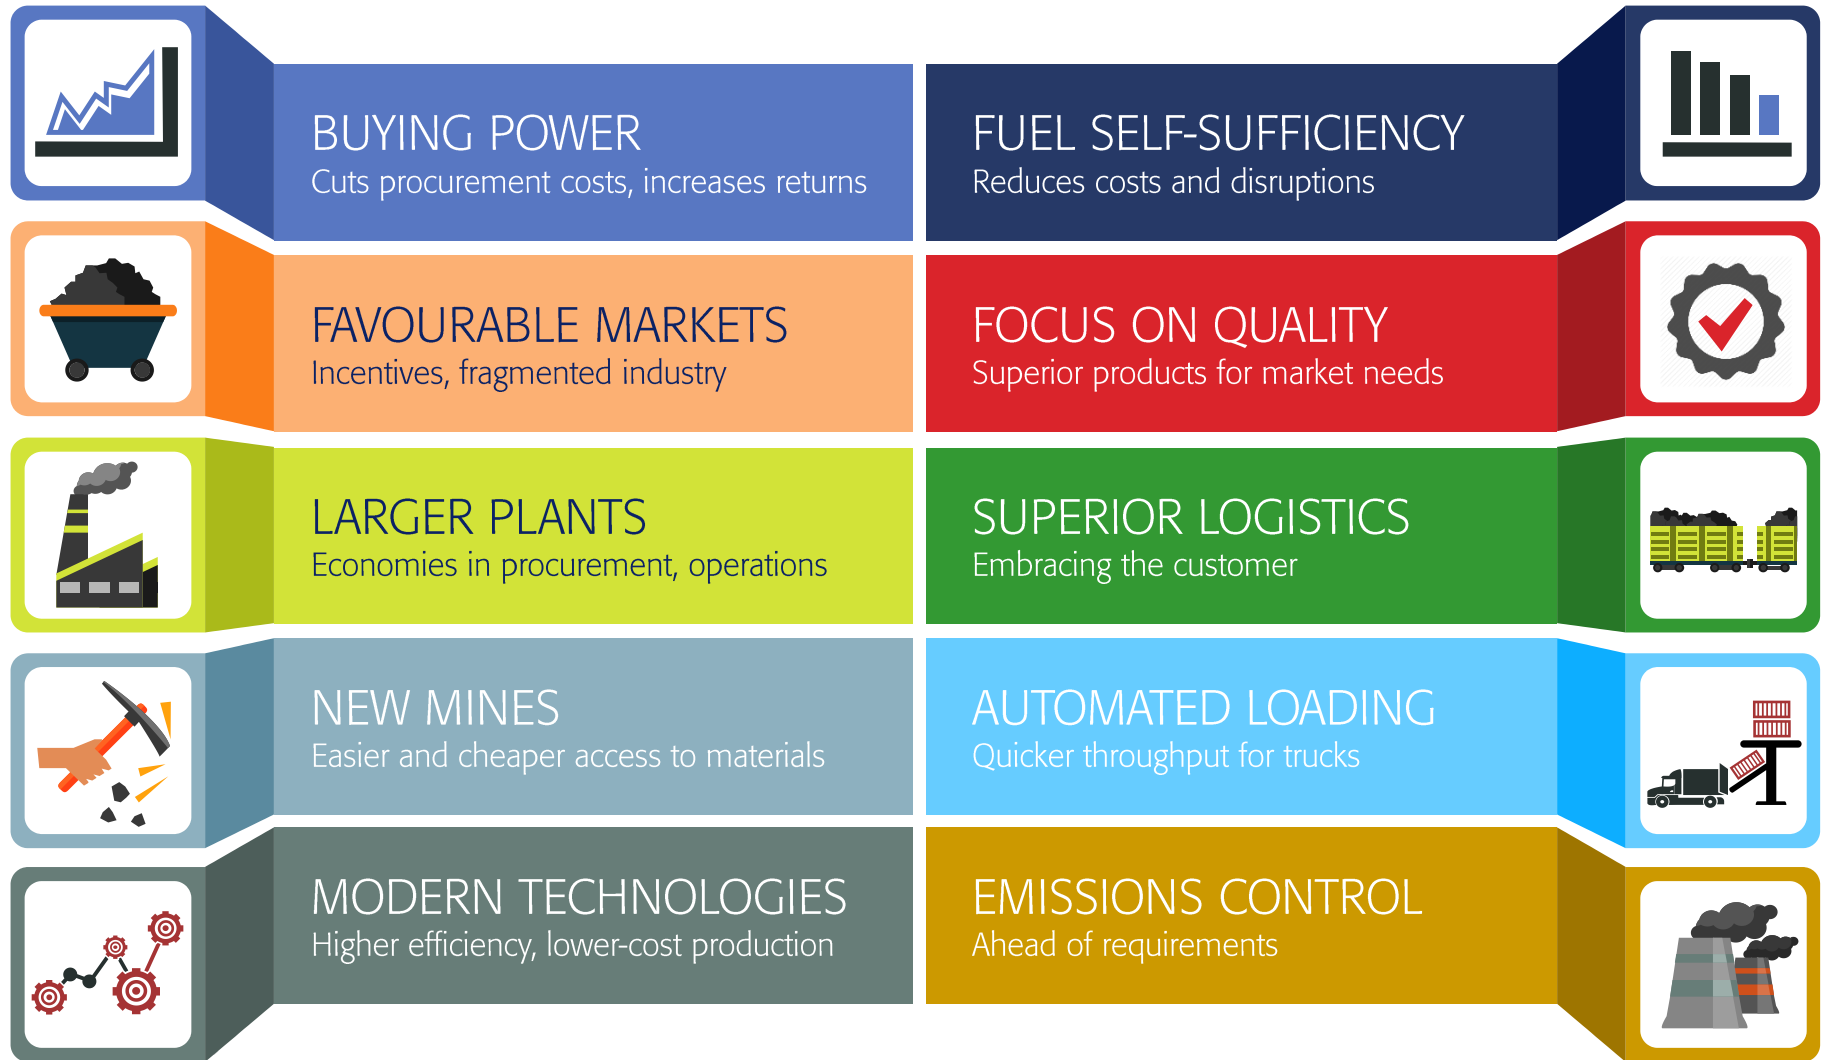 BUYING POWER
Cuts procurement costs, increases returns
FAVOURABLE MARKETS
Incentives, fragmented industry
LARGER PLANTS
Economies in procurement, operations
NEW MINES
Easier and cheaper access to materials
MODERN TECHNOLOGIES
Higher efficiency, lower-cost production
FUEL SELF-SUFFICIENCY
Reduces costs and disruptions
FOCUS ON QUALITY
Superior products for market needs
SUPERIOR LOGISTICS
Embracing the customer
AUTOMATED LOADING
Quicker throughput for trucks
EMISSIONS CONTROL
Ahead of requirements